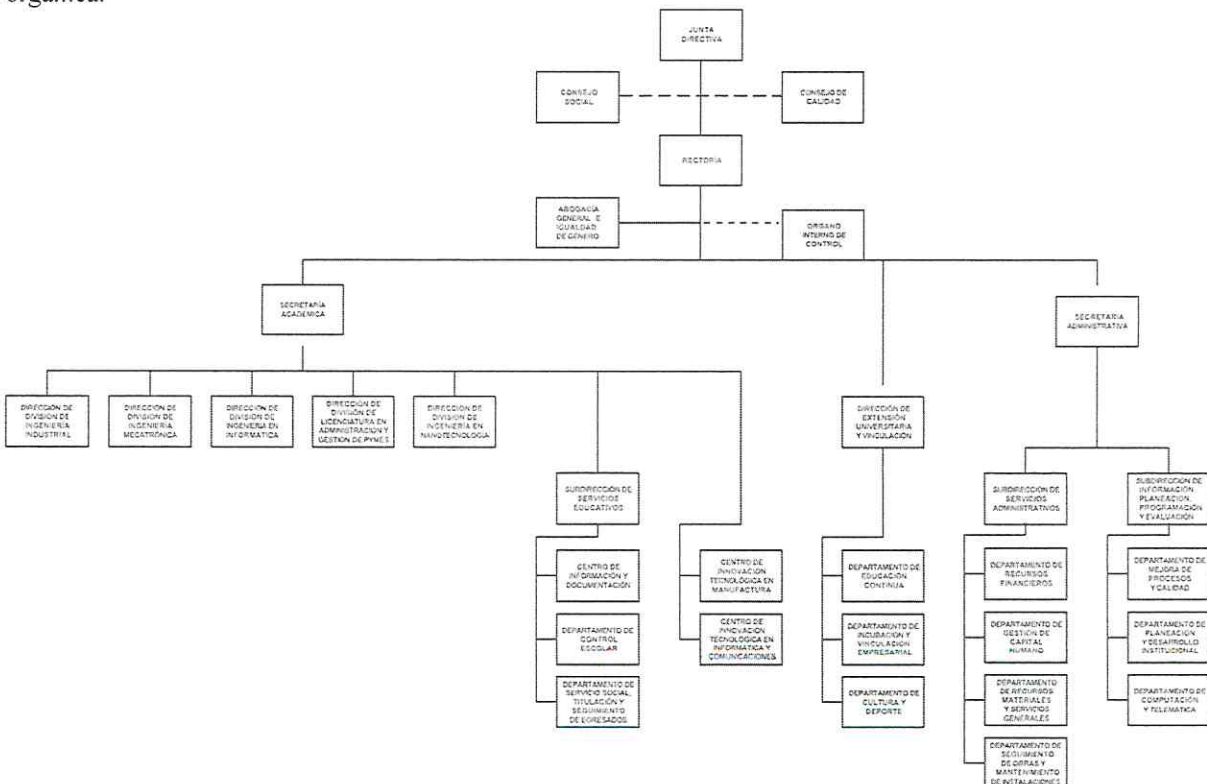 orgánica.
JUNTA
DIRECTIVA
CONSEJO
SOCIAL
CONSEJO DE
CALIDAD
RECTORÍA
ABOGACÍA
GENERAL E
IGUALDAD
DE GÉNERO
ÓRGANO
INTERNO DE
CONTROL
SECRETARÍA
ACADÉMICA
SECRETARÍA
ADMINISTRATIVA
DIRECCIÓN DE
DIVISIÓN DE
INGENIERÍA
INDUSTRIAL
DIRECCIÓN DE
DIVISIÓN DE
INGENIERÍA
MECATRÓNICA
DIRECCIÓN DE
DIVISIÓN DE
INGENIERÍA EN
INFORMÁTICA
DIRECCIÓN DE
DIVISIÓN DE
LICENCIATURA EN
ADMINISTRACIÓN Y
GESTIÓN DE PYMES
DIRECCIÓN DE
DIVISIÓN DE
INGENIERÍA EN
NANOTECNOLOGÍA
DIRECCIÓN DE
EXTENSIÓN
UNIVERSITARIA
Y VINCULACIÓN
SUBDIRECCIÓN DE
SERVICIOS
EDUCATIVOS
SUBDIRECCIÓN DE
SERVICIOS
ADMINISTRATIVOS
SUBDIRECCIÓN DE
INFORMACIÓN,
PLANEACIÓN,
PROGRAMACIÓN
Y EVALUACIÓN
CENTRO DE
INFORMACIÓN Y
DOCUMENTACIÓN
CENTRO DE
INNOVACIÓN
TECNOLÓGICA EN
MANUFACTURA
DEPARTAMENTO DE
EDUCACIÓN
CONTINUA
DEPARTAMENTO DE
RECURSOS
FINANCIEROS
DEPARTAMENTO DE
MEJORA DE
PROCESOS
Y CALIDAD
DEPARTAMENTO DE
CONTROL
ESCOLAR
CENTRO DE
INNOVACIÓN
TECNOLÓGICA EN
INFORMÁTICA Y
COMUNICACIONES
DEPARTAMENTO DE
INCUBACIÓN Y
VINCULACIÓN
EMPRESARIAL
DEPARTAMENTO DE
GESTIÓN DE
CAPITAL
HUMANO
DEPARTAMENTO DE
PLANEACIÓN
Y DESARROLLO
INSTITUCIONAL
DEPARTAMENTO DE
SERVICIO SOCIAL,
TITULACIÓN Y
SEGUIMIENTO
DE EGRESADOS
DEPARTAMENTO DE
CULTURA Y
DEPORTE
DEPARTAMENTO
DE RECURSOS
MATERIALES
Y SERVICIOS
GENERALES
DEPARTAMENTO DE
COMPUTACIÓN
Y TELEMÁTICA
DEPARTAMENTO DE
SEGUIMIENTO
DE OBRAS Y
MANTENIMIENTO
DE INSTALACIONES